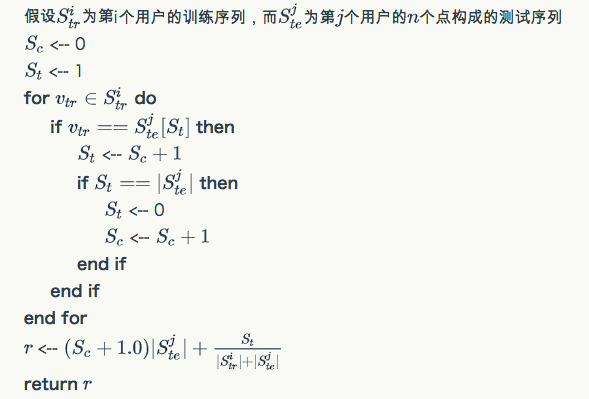 假设$S_{tr}^{i}$为第i个用户的训练序列，而$S_{te}^{j}$为第$j$个用户的$n$个点构成的测试序列
$S_c$ <-- 0
$S_t$ <-- 1
for $v_{tr} \in S_{tr}^{i}$ do
if $v_{tr} == S_{te}^{j}[S_t]$ then
$S_t$ <-- $S_c + 1$
if $S_t == |S_{te}^{j}|$ then
$S_t$ <-- 0
$S_c$ <-- $S_c + 1$
end if
end if
end for
$r$ <-- $(S_c + 1.0)|S_{te}^{j}| + \frac{S_t}{|S_{tr}^{i}|+|S_{te}^{j}|}$
return $r$